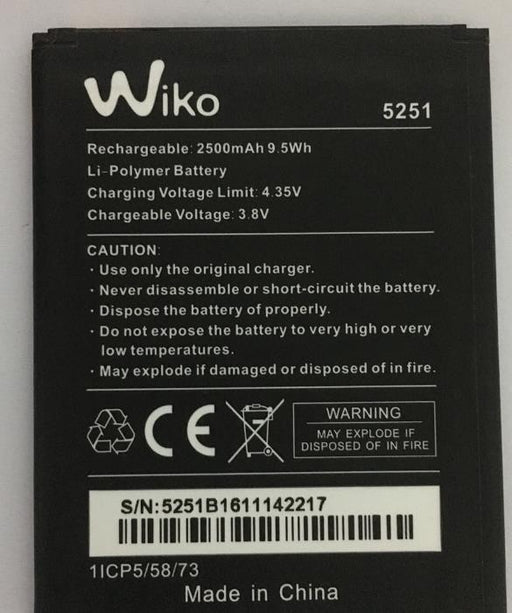 Wiko
5251
Rechargeable: 2500mAh 9.5Wh
Li-Polymer Battery
Charging Voltage Limit: 4.35V
Chargeable Voltage: 3.8V
CAUTION:
· Use only the original charger.
· Never disassemble or short-circuit the battery.
· Dispose the battery of properly.
· Do not expose the battery to very high or very
low temperatures.
· May explode if damaged or disposed of in fire.
CE
WARNING
MAY EXPLODE IF
DISPOSED OF IN FIRE
S/N:5251B1611142217
1ICP5/58/73
Made in China